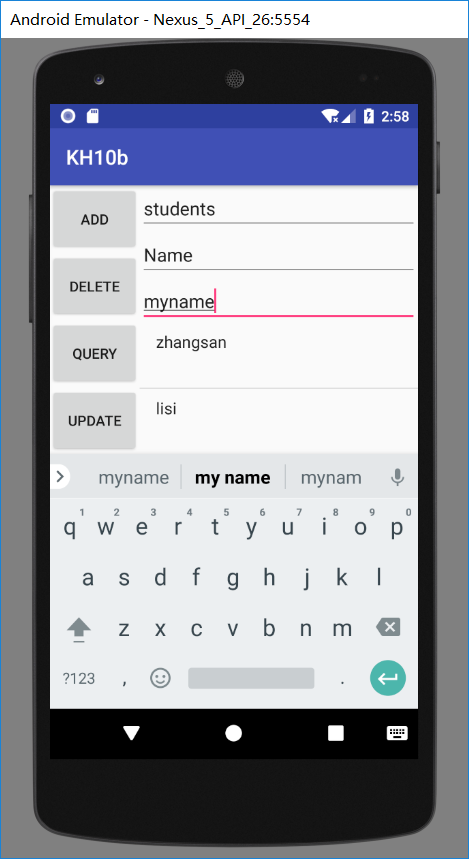 Android Emulator - Nexus_5_API_26:5554
2:58
KH10b
ADD
students
DELETE
Name
myname
QUERY
zhangsan
UPDATE
lisi
myname my name mynam
1 2 3 4 5 6 7 8 9 0
q w e r t y u i o p
a s d f g h j k l
z x c v b n m
?123 , .